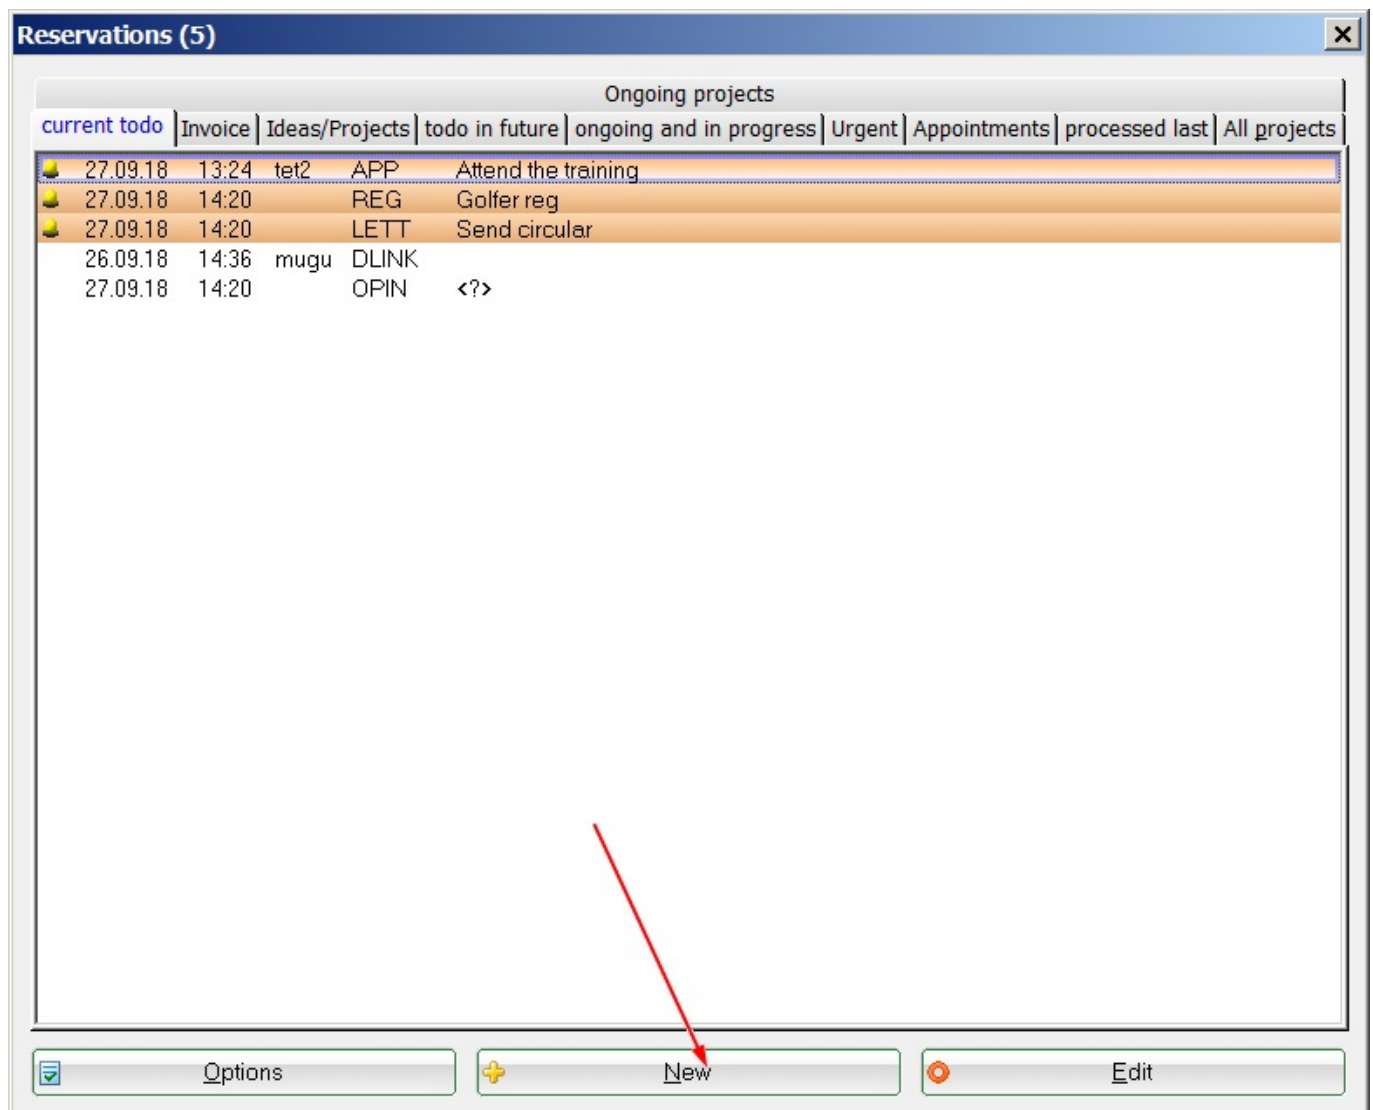 Reservations (5)
Ongoing projects
current todo Invoice Ideas/Projects todo in future ongoing and in progress Urgent Appointments processed last All projects
27.09.18 13:24 tet2 APP Attend the training
27.09.18 14:20 REG Golfer reg
27.09.18 14:20 LETT Send circular
26.09.18 14:36 mugu DLINK
27.09.18 14:20 OPIN <?>
Options New Edit